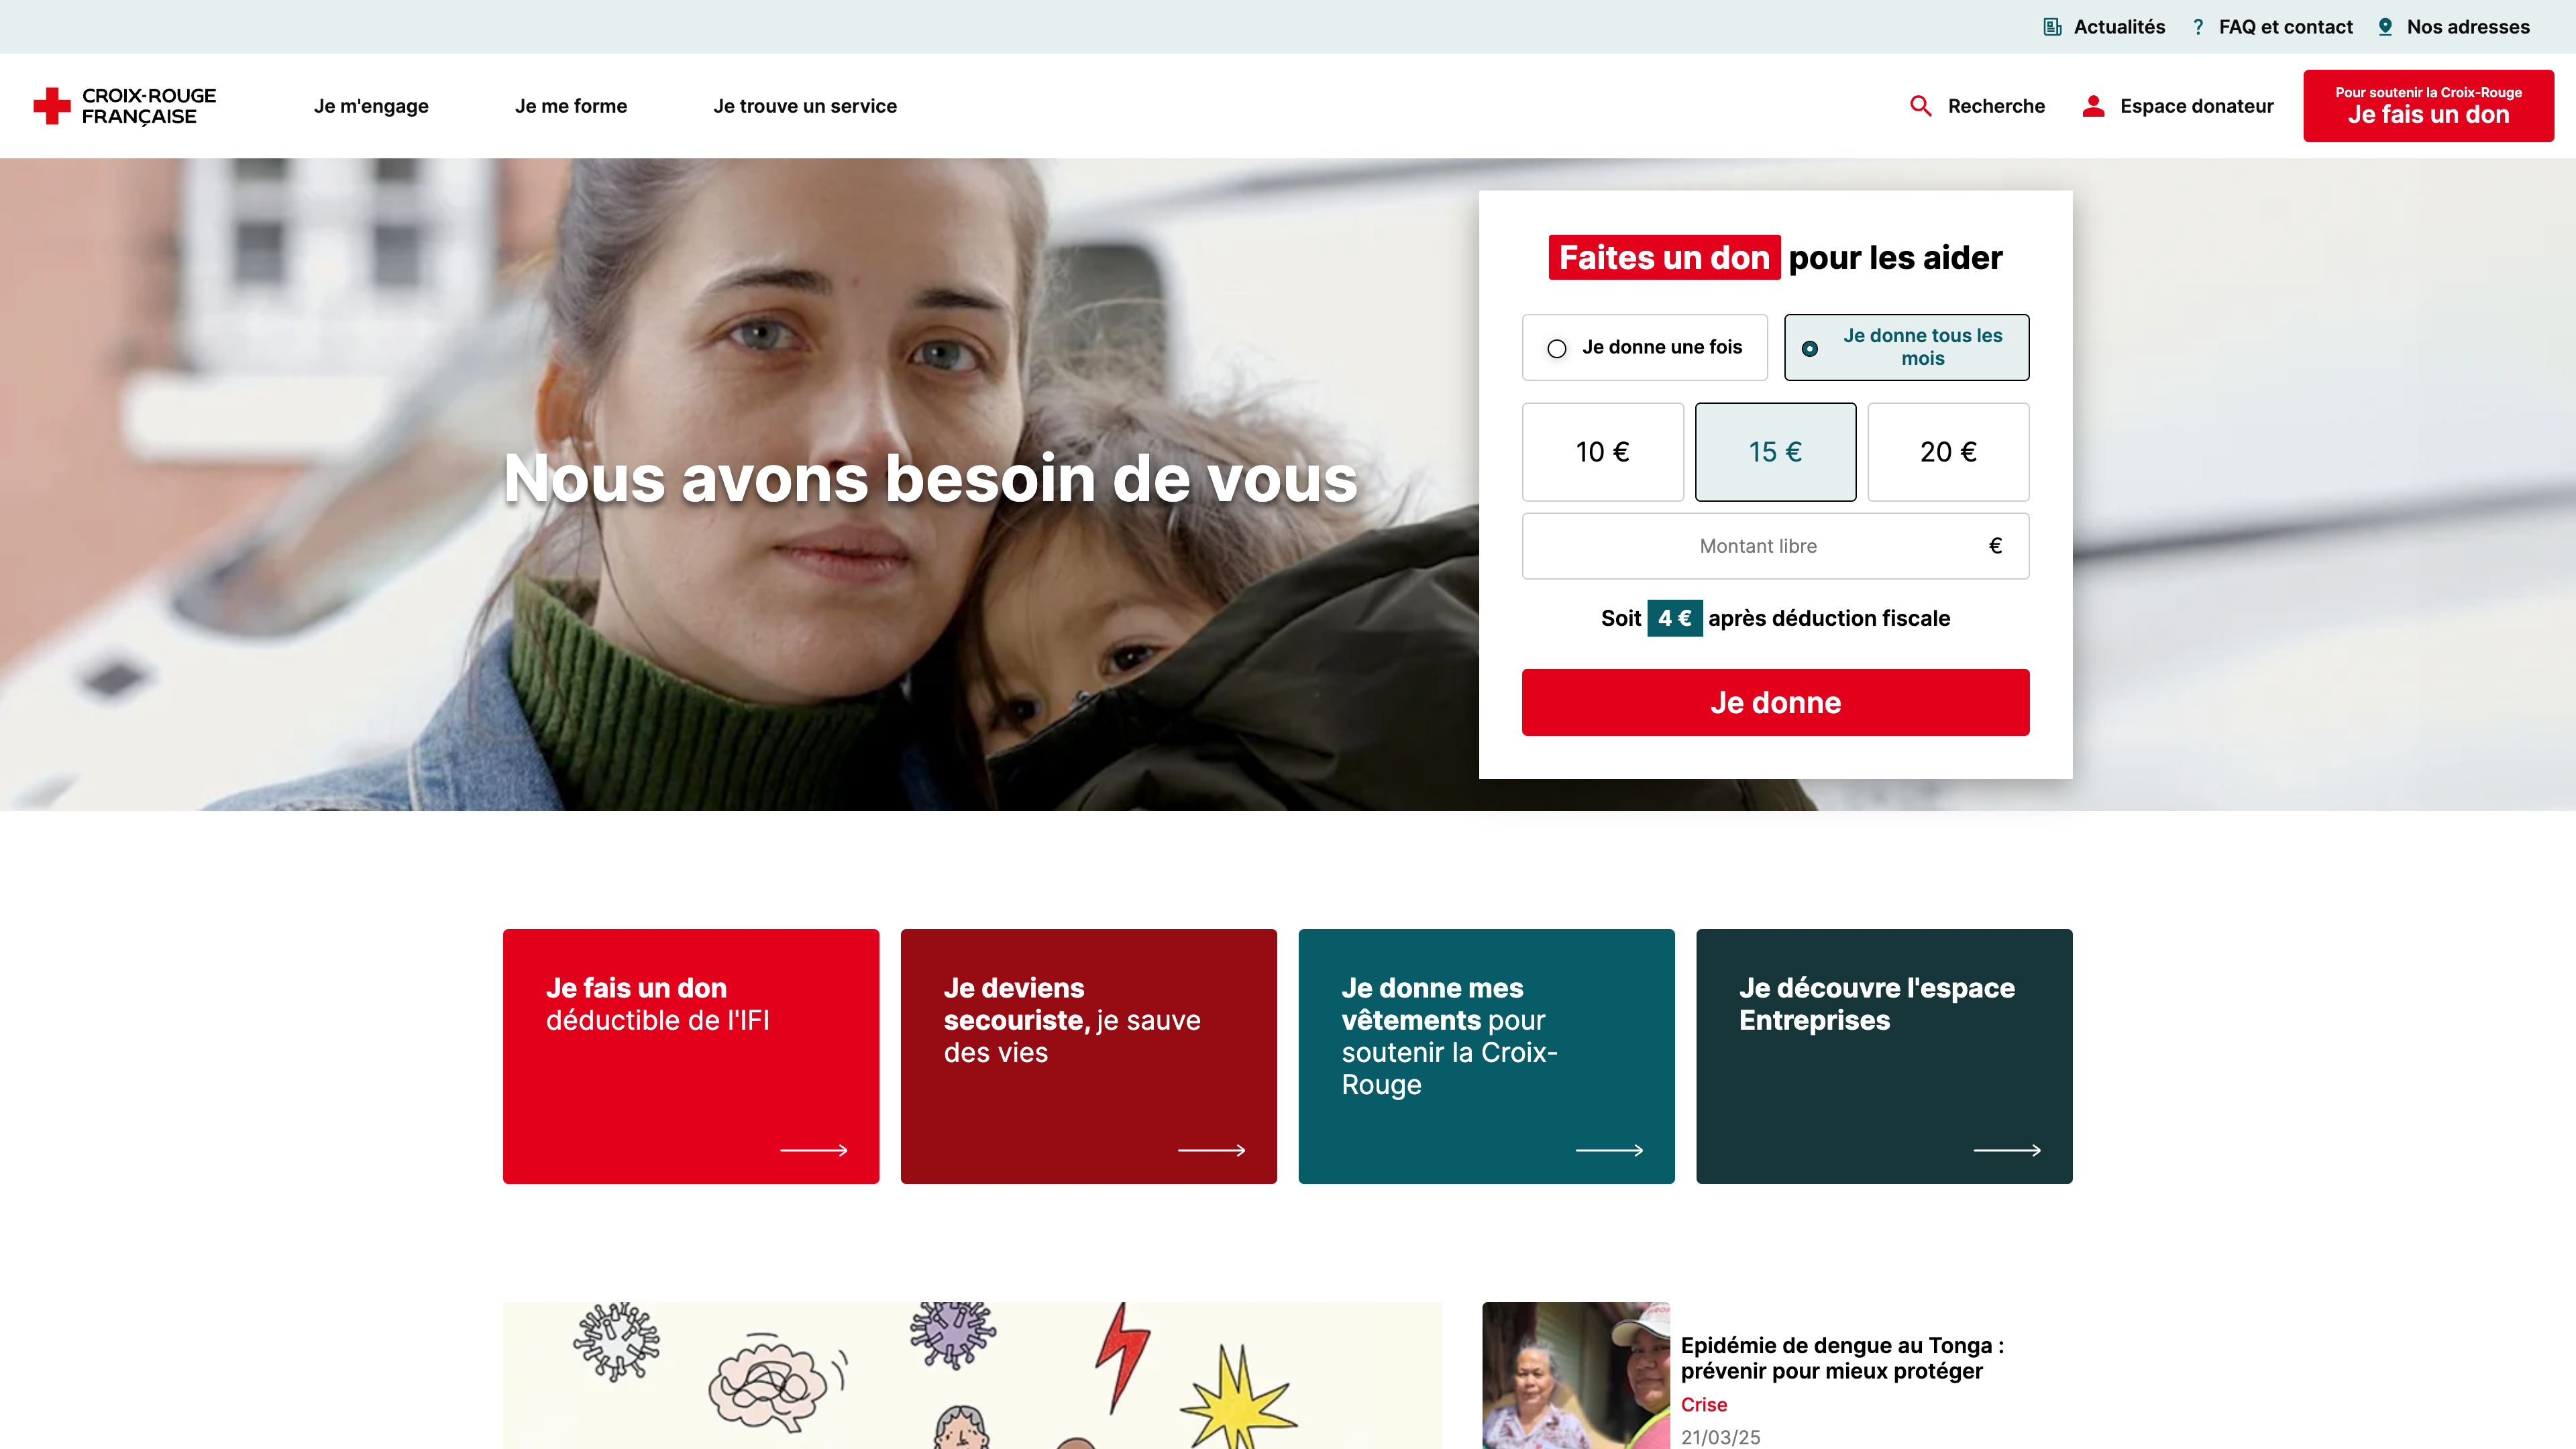 Actualités
FAQ et contact
Nos adresses
CROIX-ROUGE
FRANÇAISE
Je m'engage
Je me forme
Je trouve un service
Recherche
Espace donateur
Pour soutenir la Croix-Rouge
Je fais un don
Nous avons besoin de vous
Faites un don pour les aider
Je donne une fois
Je donne tous les
mois
10 €
15 €
20 €
Montant libre €
Soit 4 € après déduction fiscale
Je donne
Je fais un don
déductible de l'IFI
Je deviens
secouriste, je sauve
des vies
Je donne mes
vêtements pour
soutenir la Croix-
Rouge
Je découvre l'espace
Entreprises
Epidémie de dengue au Tonga :
prévenir pour mieux protéger
Crise
21/03/25